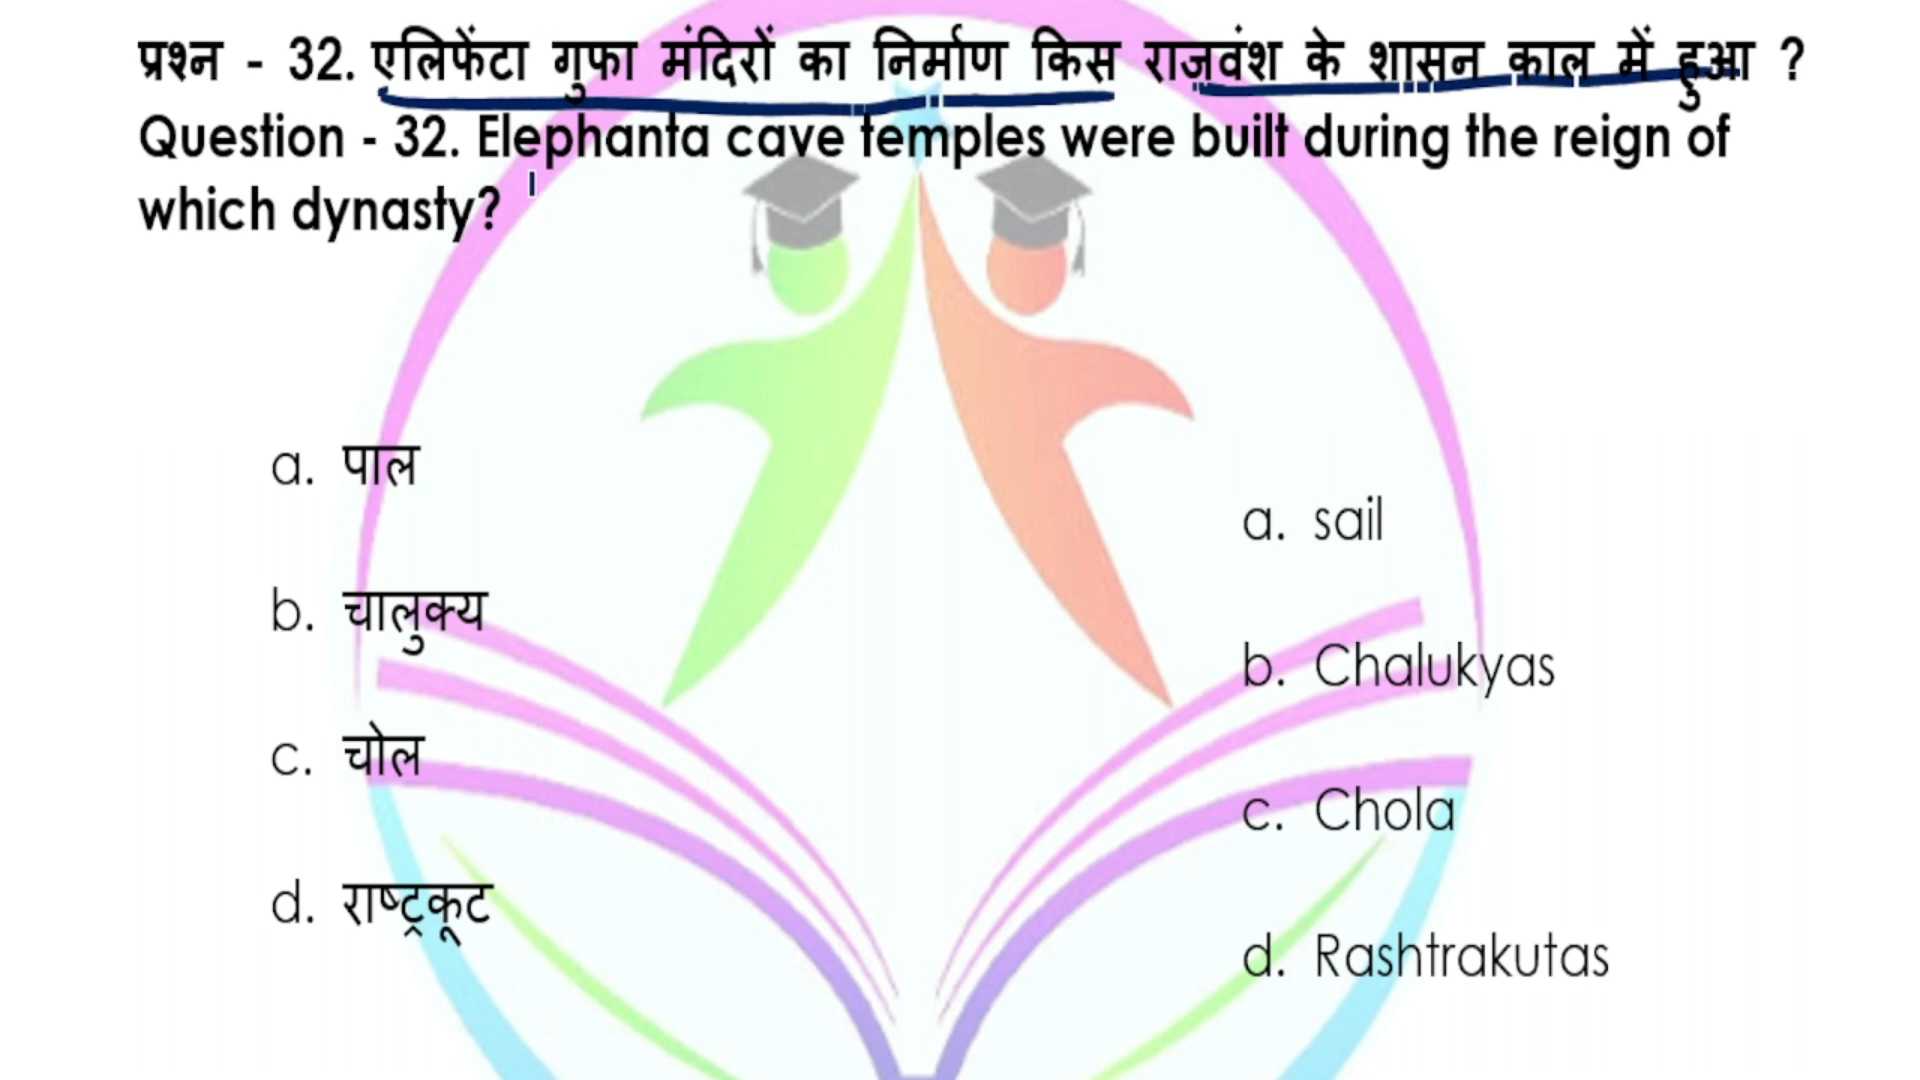 प्रश्न - 32. एलिफेंटा गुफा मंदिरों का निर्माण किस राजवंश के शासन काल में हुआ ?
Question - 32. Elephanta cave temples were built during the reign of
which dynasty?
a. पाल
b. चालुक्य
c. चोल
d. राष्ट्रकूट
a. sail
b. Chalukyas
c. Chola
d. Rashtrakutas